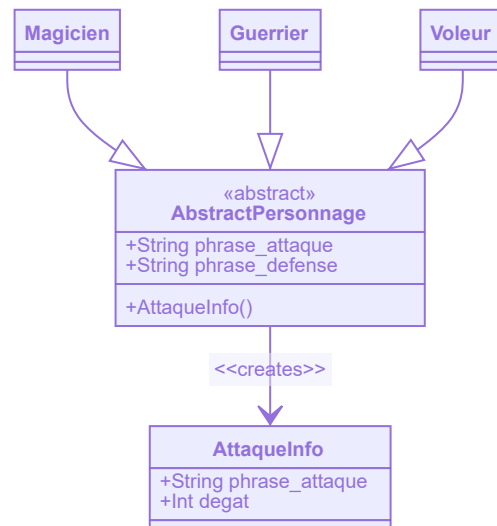 Magicien
Guerrier
Voleur
«abstract»
AbstractPersonnage
+String phrase_attaque
+String phrase_defense
+AttaqueInfo()
<<creates>>
AttaqueInfo
+String phrase_attaque
+Int degat